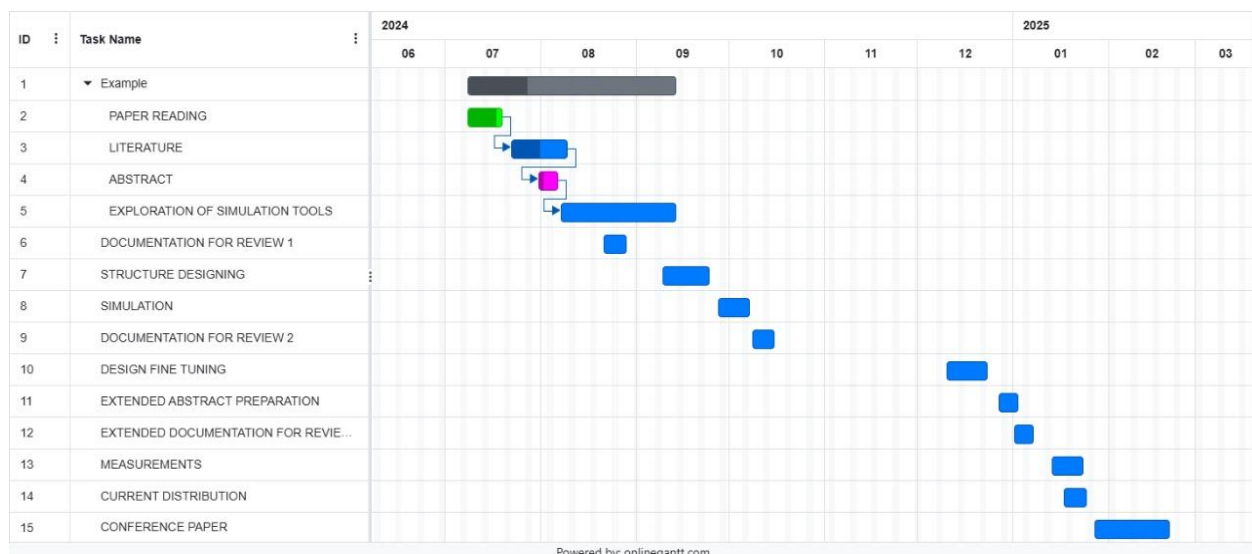 ID ⋮ Task Name ⋮ 2024 2025
06 07 08 09 10 11 12 01 02 03
1 Example
2 PAPER READING
3 LITERATURE
4 ABSTRACT
5 EXPLORATION OF SIMULATION TOOLS
6 DOCUMENTATION FOR REVIEW 1
7 STRUCTURE DESIGNING
8 SIMULATION
9 DOCUMENTATION FOR REVIEW 2
10 DESIGN FINE TUNING
11 EXTENDED ABSTRACT PREPARATION
12 EXTENDED DOCUMENTATION FOR REVIE...
13 MEASUREMENTS
14 CURRENT DISTRIBUTION
15 CONFERENCE PAPER
Powered by: onlinegantt.com